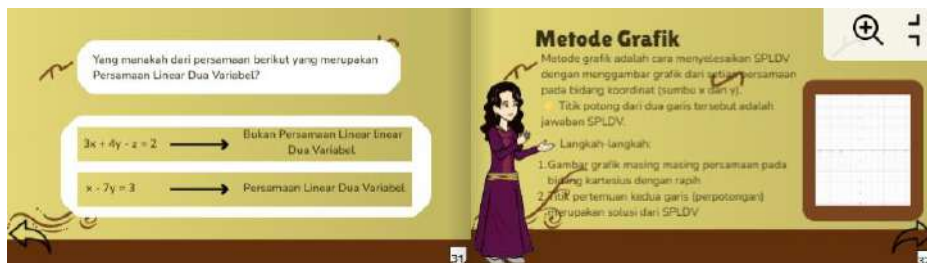 Yang manakah dari persamaan berikut yang merupakan
Persamaan Linear Dua Variabel?
3x + 4y - z = 2
Bukan Persamaan Linear linear
Dua Variabel
x - 7y = 3
Persamaan Linear Dua Variabel
31
Metode Grafik
Metode grafik adalah cara menyelesaikan SPLDV
dengan menggambar grafik dari setiap persamaan
pada bidang koordinat (sumbu x dan y).
Titik potong dari dua garis tersebut adalah
jawaban SPLDV.
Langkah-langkah:
1. Gambar grafik masing masing persamaan pada
bidang kartesius dengan rapih
2. Titik pertemuan kedua garis (perpotongan)
merupakan solusi dari SPLDV